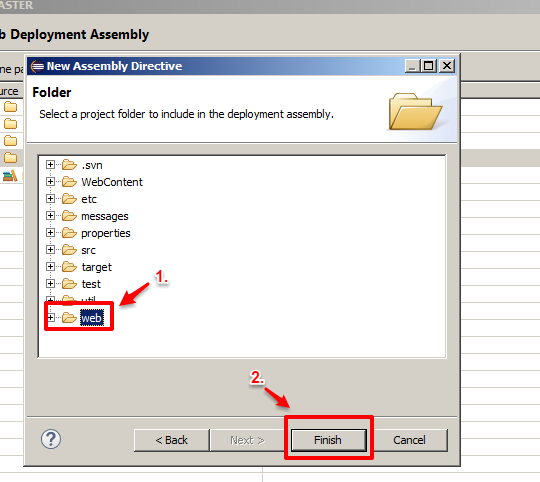 ASTER
b Deployment Assembly
ne pa
urce
New Assembly Directive
Folder
Select a project folder to include in the deployment assembly.
.svn
WebContent
etc
messages
properties
src
target
test
util
web
1.
2.
?
< Back
Next >
Finish
Cancel